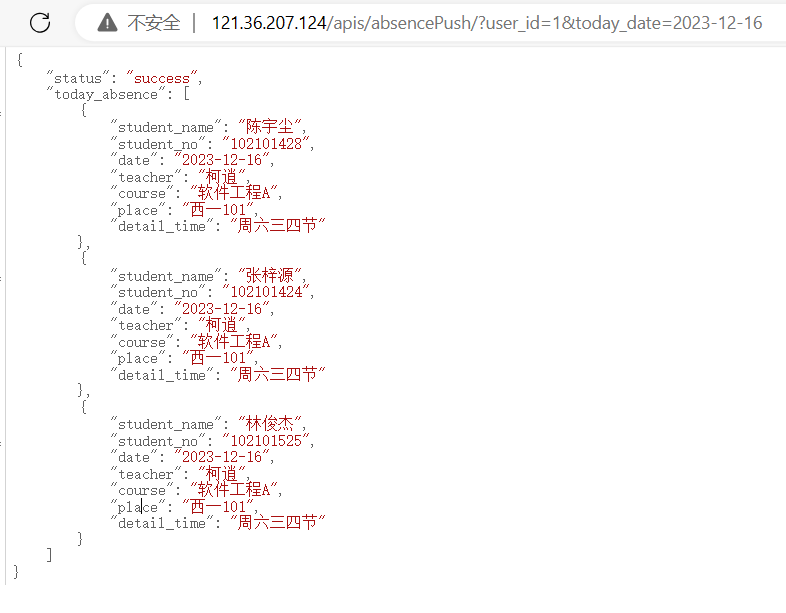 不安全 | 121.36.207.124/apis/absencePush/?user_id=1&today_date=2023-12-16
{
"status": "success",
"today_absence": [
{
"student_name": "陈宇尘",
"student_no": "102101428",
"date": "2023-12-16",
"teacher": "柯逍",
"course": "软件工程A",
"place": "西一101",
"detail_time": "周六三四节"
},
{
"student_name": "张梓源",
"student_no": "102101424",
"date": "2023-12-16",
"teacher": "柯逍",
"course": "软件工程A",
"place": "西一101",
"detail_time": "周六三四节"
},
{
"student_name": "林俊杰",
"student_no": "102101525",
"date": "2023-12-16",
"teacher": "柯逍",
"course": "软件工程A",
"place": "西一101",
"detail_time": "周六三四节"
}
]
}